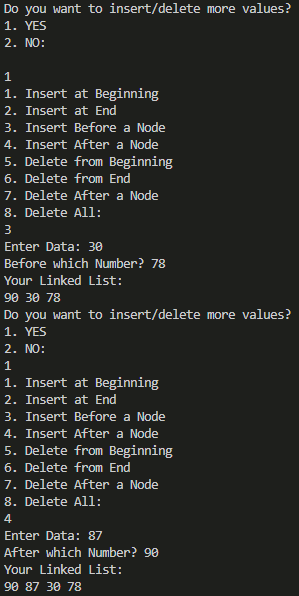 Do you want to insert/delete more values?
1. YES
2. NO:
1
1. Insert at Beginning
2. Insert at End
3. Insert Before a Node
4. Insert After a Node
5. Delete from Beginning
6. Delete from End
7. Delete After a Node
8. Delete All:
3
Enter Data: 30
Before which Number? 78
Your Linked List:
90 30 78
Do you want to insert/delete more values?
1. YES
2. NO:
1
1. Insert at Beginning
2. Insert at End
3. Insert Before a Node
4. Insert After a Node
5. Delete from Beginning
6. Delete from End
7. Delete After a Node
8. Delete All:
4
Enter Data: 87
After which Number? 90
Your Linked List:
90 87 30 78